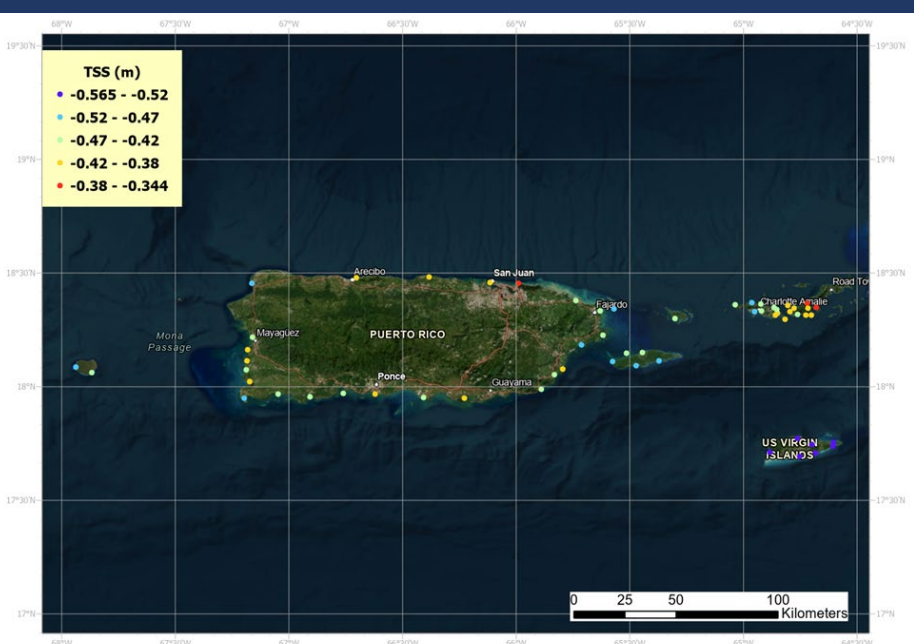 68°W 67°30'W 67°W 66°30'W 66°W 65°30'W 65°W 64°30'W
19°30'N 19°30'N
TSS (m)
-0.565 - -0.52
-0.52 - -0.47
-0.47 - -0.42
-0.42 - -0.38
-0.38 - -0.344
19°N 19°N
18°30'N 18°30'N
Arecibo San Juan
Road To
Fajardo Charlotte Amalie
Mona
Passage
Mayagüez PUERTO RICO
Ponce
Guayama
18°N 18°N
US VIRGIN
ISLANDS
17°30'N 17°30'N
0 25 50 100
Kilometers
17°N 17°N
68°W 67°30'W 67°W 66°30'W 66°W 65°30'W 65°W 64°30'W